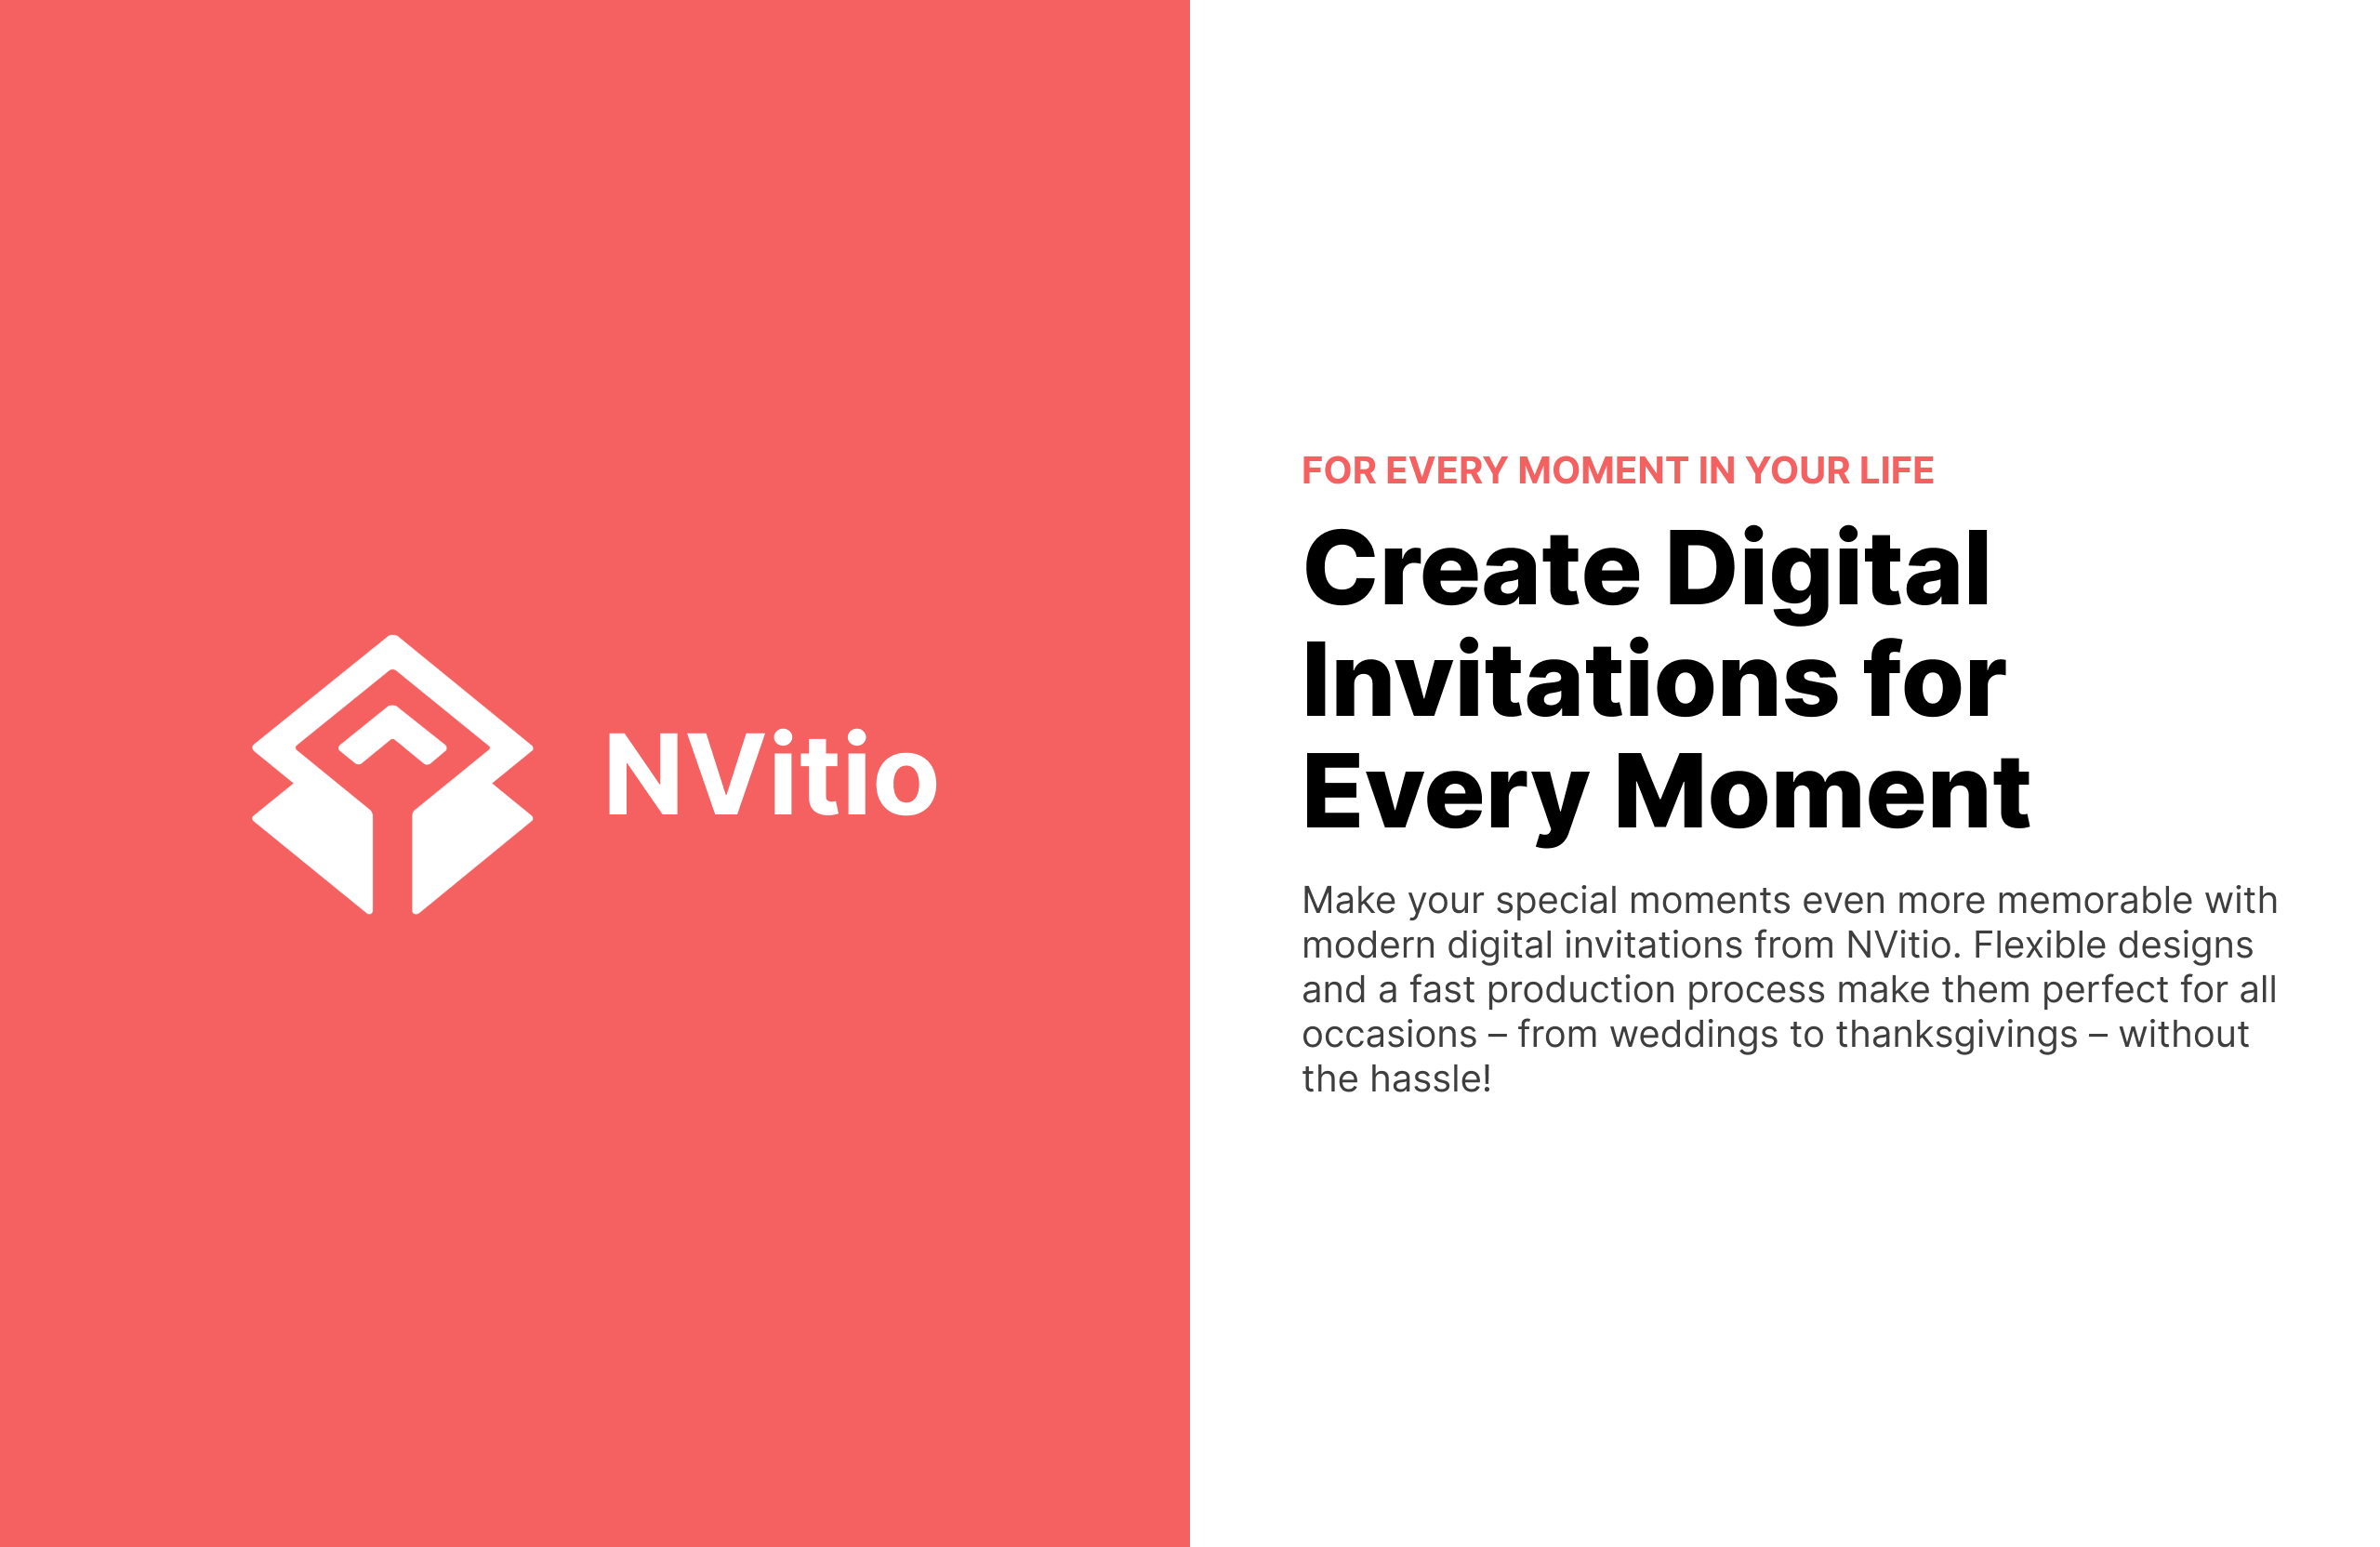 NVitio
FOR EVERY MOMENT IN YOUR LIFE
Create Digital
Invitations for
Every Moment
Make your special moments even more memorable with
modern digital invitations from NVitio. Flexible designs
and a fast production process make them perfect for all
occasions – from weddings to thanksgivings – without
the hassle!